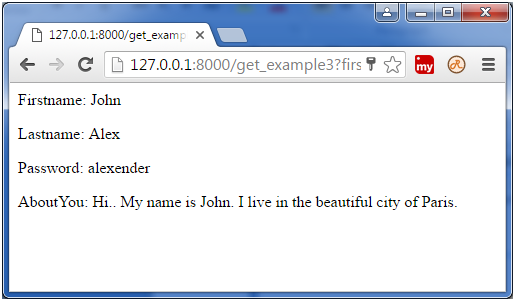 127.0.0.1:8000/get_examp
127.0.0.1:8000/get_example3?firs
my
R
Firstname: John
Lastname: Alex
Password: alexender
AboutYou: Hi.. My name is John. I live in the beautiful city of Paris.